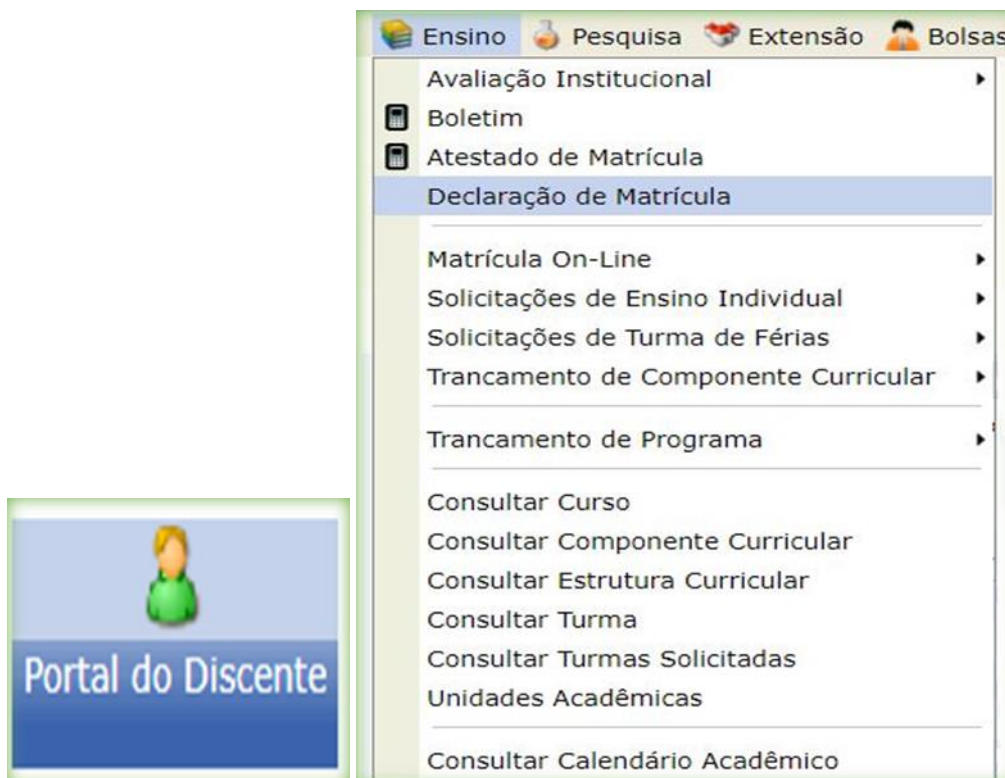 Ensino Pesquisa Extensão Bolsas
Avaliação Institucional
Boletim
Atestado de Matrícula
Declaração de Matrícula
Matrícula On-Line
Solicitações de Ensino Individual
Solicitações de Turma de Férias
Trancamento de Componente Curricular
Trancamento de Programa
Consultar Curso
Consultar Componente Curricular
Consultar Estrutura Curricular
Consultar Turma
Consultar Turmas Solicitadas
Unidades Acadêmicas
Consultar Calendário Acadêmico
Portal do Discente